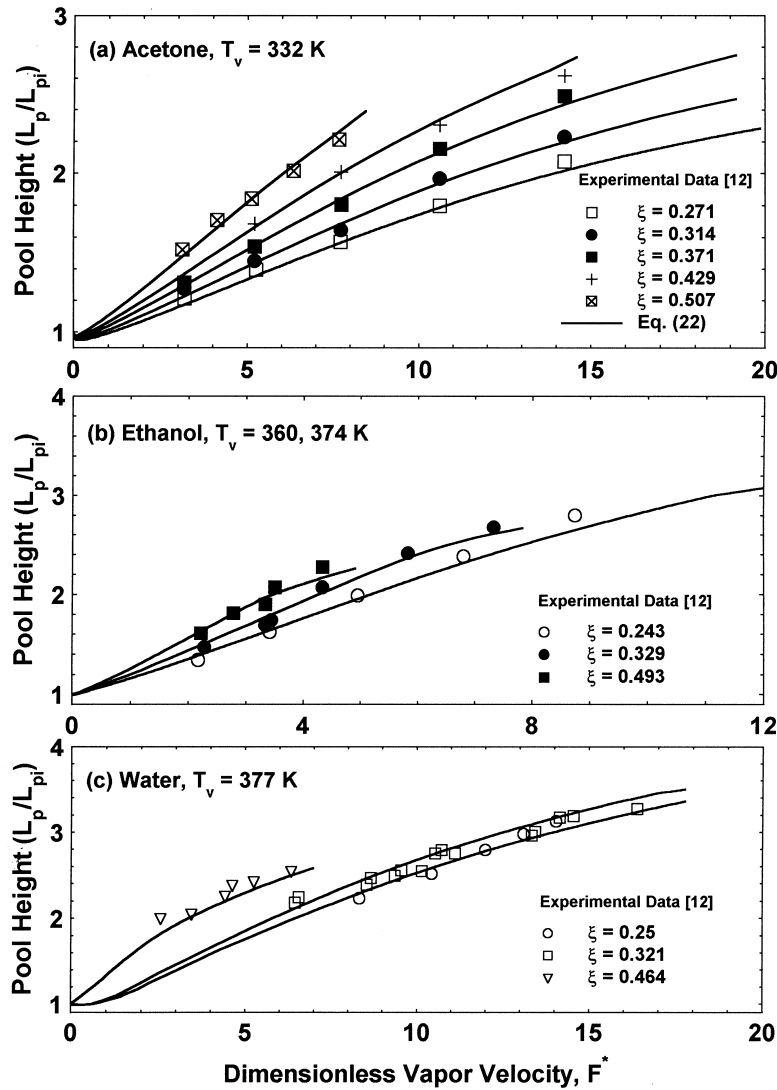 3
(a) Acetone, T_v = 332 K
Pool Height (L_p/L_pi)
2
Experimental Data [12]
ξ = 0.271
ξ = 0.314
ξ = 0.371
ξ = 0.429
ξ = 0.507
Eq. (22)
1
0 5 10 15 20
4
(b) Ethanol, T_v = 360, 374 K
Pool Height (L_p/L_pi)
3
2
Experimental Data [12]
ξ = 0.243
ξ = 0.329
ξ = 0.493
1
0 4 8 12
4
(c) Water, T_v = 377 K
Pool Height (L_p/L_pi)
3
2
Experimental Data [12]
ξ = 0.25
ξ = 0.321
ξ = 0.464
1
0 5 10 15 20
Dimensionless Vapor Velocity, F*